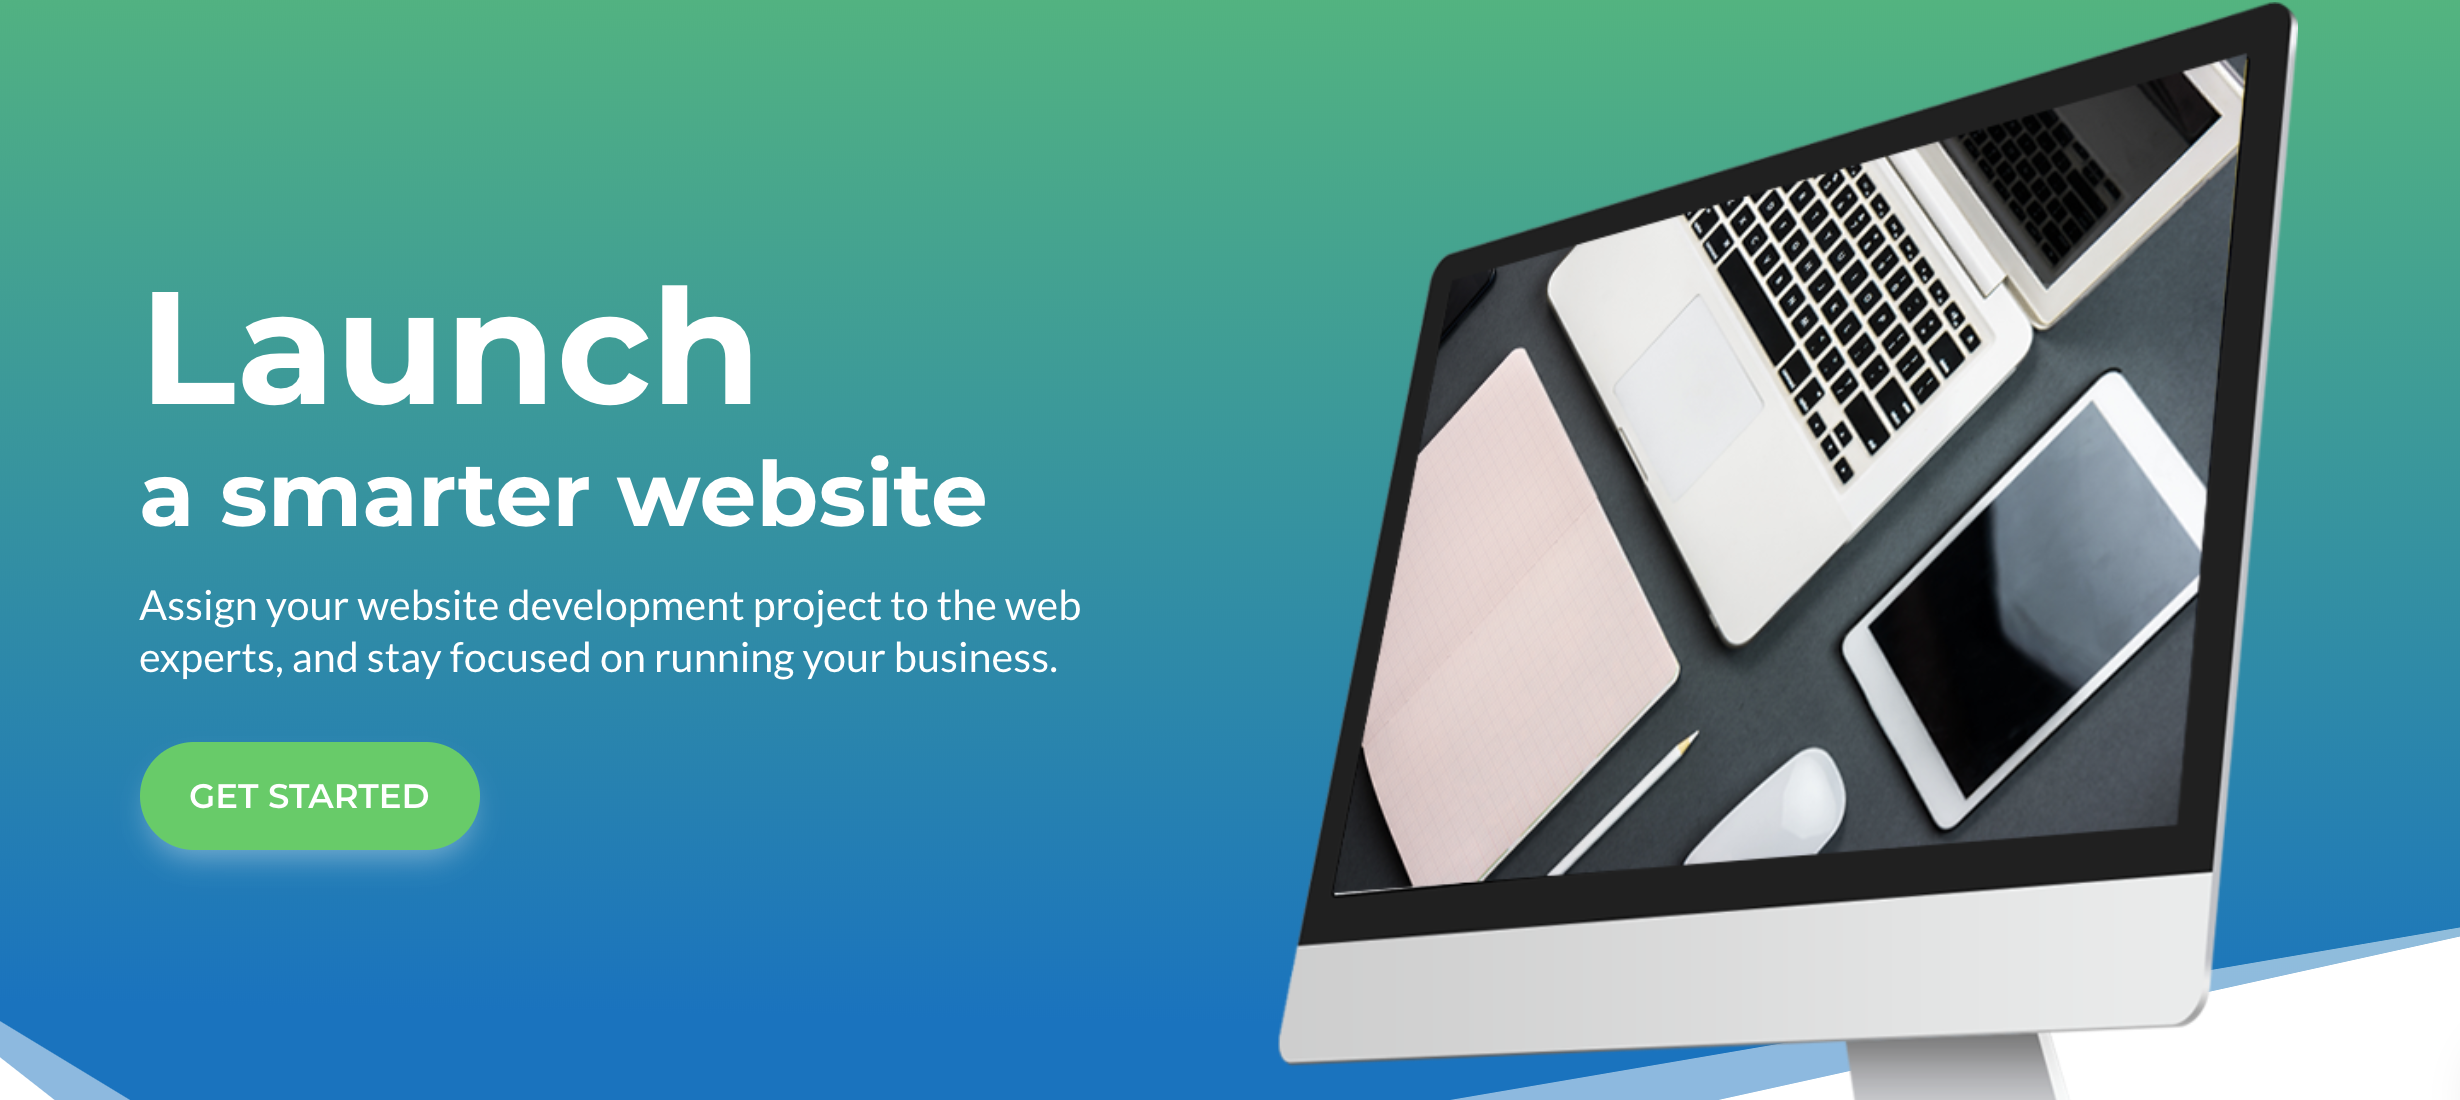 Launch
a smarter website
Assign your website development project to the web
experts, and stay focused on running your business.
GET STARTED